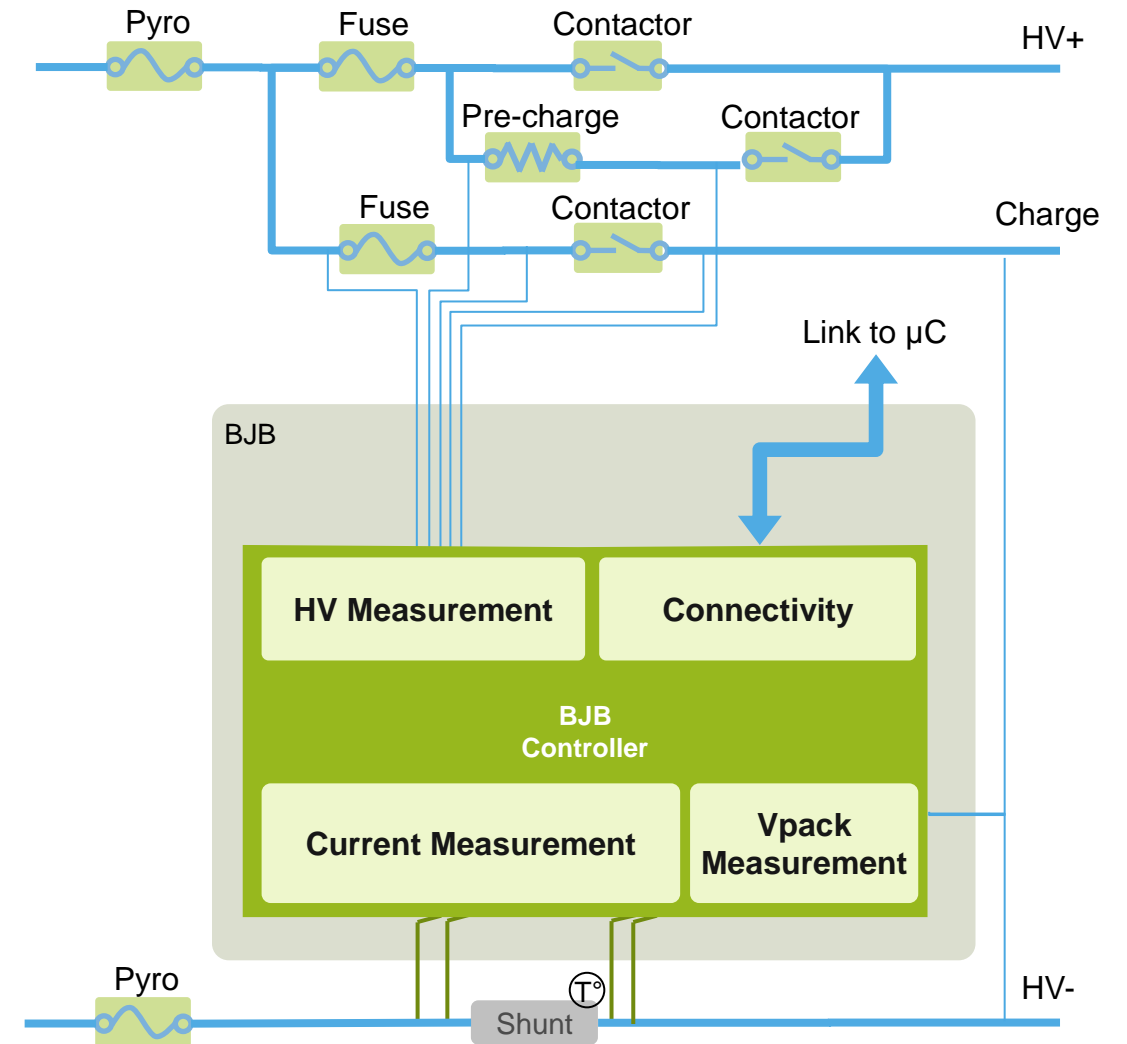 Pyro
Fuse
Contactor
HV+
Pre-charge
Contactor
Fuse
Contactor
Charge
Link to µC
BJB
HV Measurement
Connectivity
BJB
Controller
Current Measurement
Vpack
Measurement
Pyro
T°
HV-
Shunt